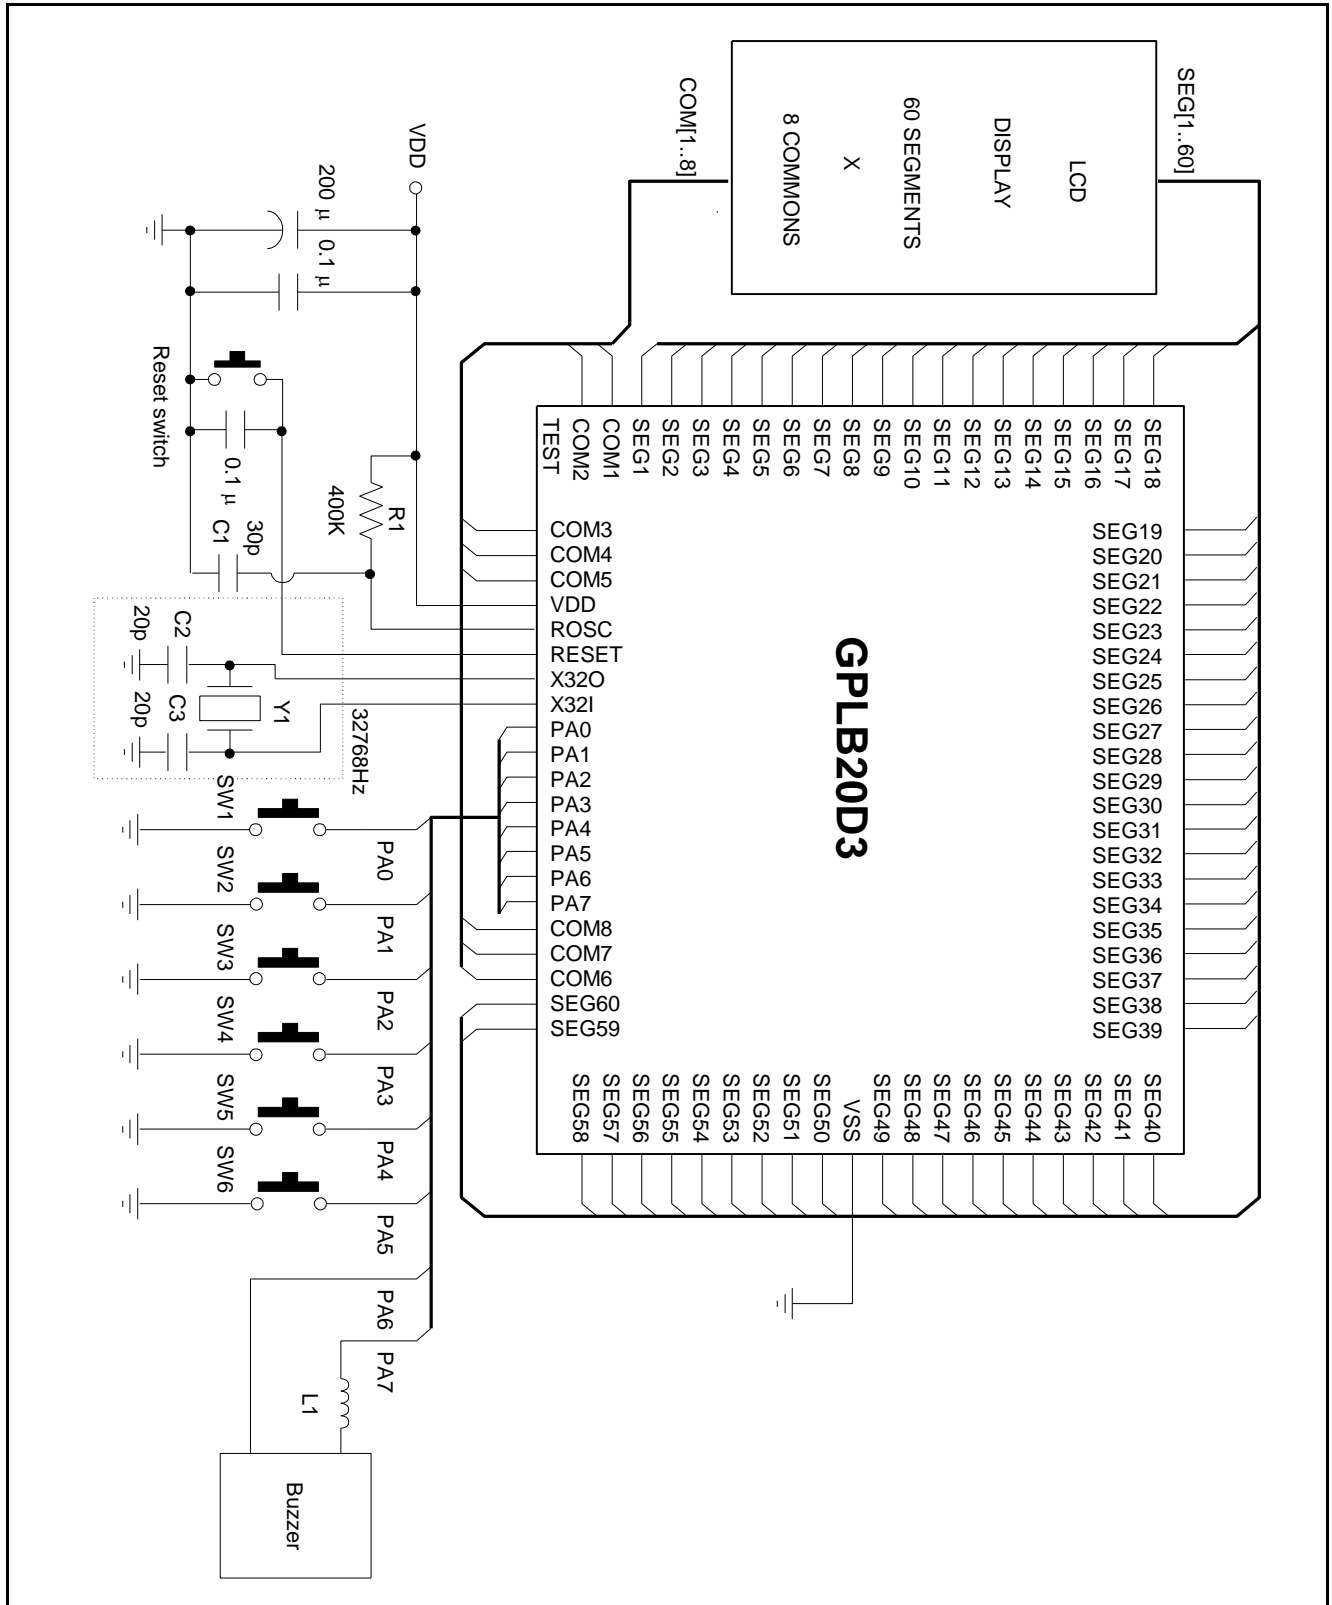 SEG[1..60]
LCD
DISPLAY
60 SEGMENTS
X
8 COMMONS
COM[1..8]
VDD
200 μ
0.1 μ
Reset switch
0.1 μ
C1
30p
R1
400K
C2
20p
C3
20p
Y1
32768Hz
GPLB20D3
TEST
COM2
COM1
SEG1
SEG2
SEG3
SEG4
SEG5
SEG6
SEG7
SEG8
SEG9
SEG10
SEG11
SEG12
SEG13
SEG14
SEG15
SEG16
SEG17
SEG18
COM3
COM4
COM5
VDD
ROSC
RESET
X32O
X32I
PA0
PA1
PA2
PA3
PA4
PA5
PA6
PA7
COM8
COM7
COM6
SEG60
SEG59
SEG19
SEG20
SEG21
SEG22
SEG23
SEG24
SEG25
SEG26
SEG27
SEG28
SEG29
SEG30
SEG31
SEG32
SEG33
SEG34
SEG35
SEG36
SEG37
SEG38
SEG39
SEG58
SEG57
SEG56
SEG55
SEG54
SEG53
SEG52
SEG51
SEG50
VSS
SEG49
SEG48
SEG47
SEG46
SEG45
SEG44
SEG43
SEG42
SEG41
SEG40
SW1
PA0
SW2
PA1
SW3
PA2
SW4
PA3
SW5
PA4
SW6
PA5
PA6
PA7
L1
Buzzer